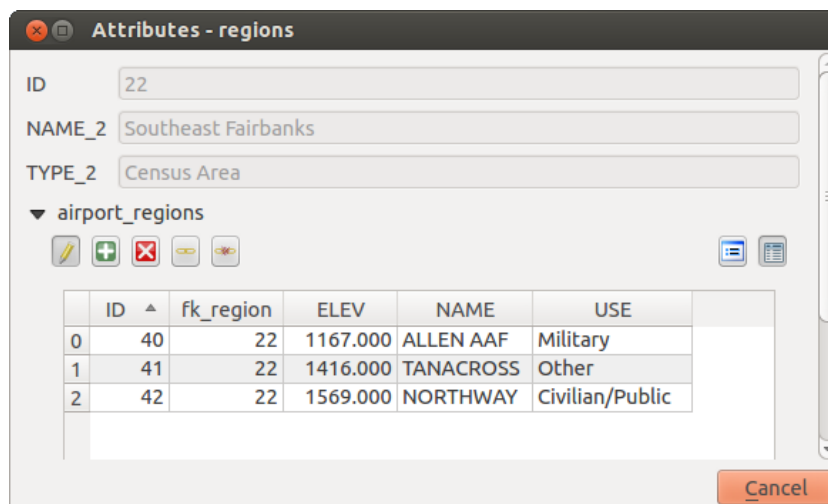 Attributes - regions
ID 22
NAME_2 Southeast Fairbanks
TYPE_2 Census Area
airport_regions
ID fk_region ELEV NAME USE
0 40 22 1167.000 ALLEN AAF Military
1 41 22 1416.000 TANACROSS Other
2 42 22 1569.000 NORTHWAY Civilian/Public
Cancel